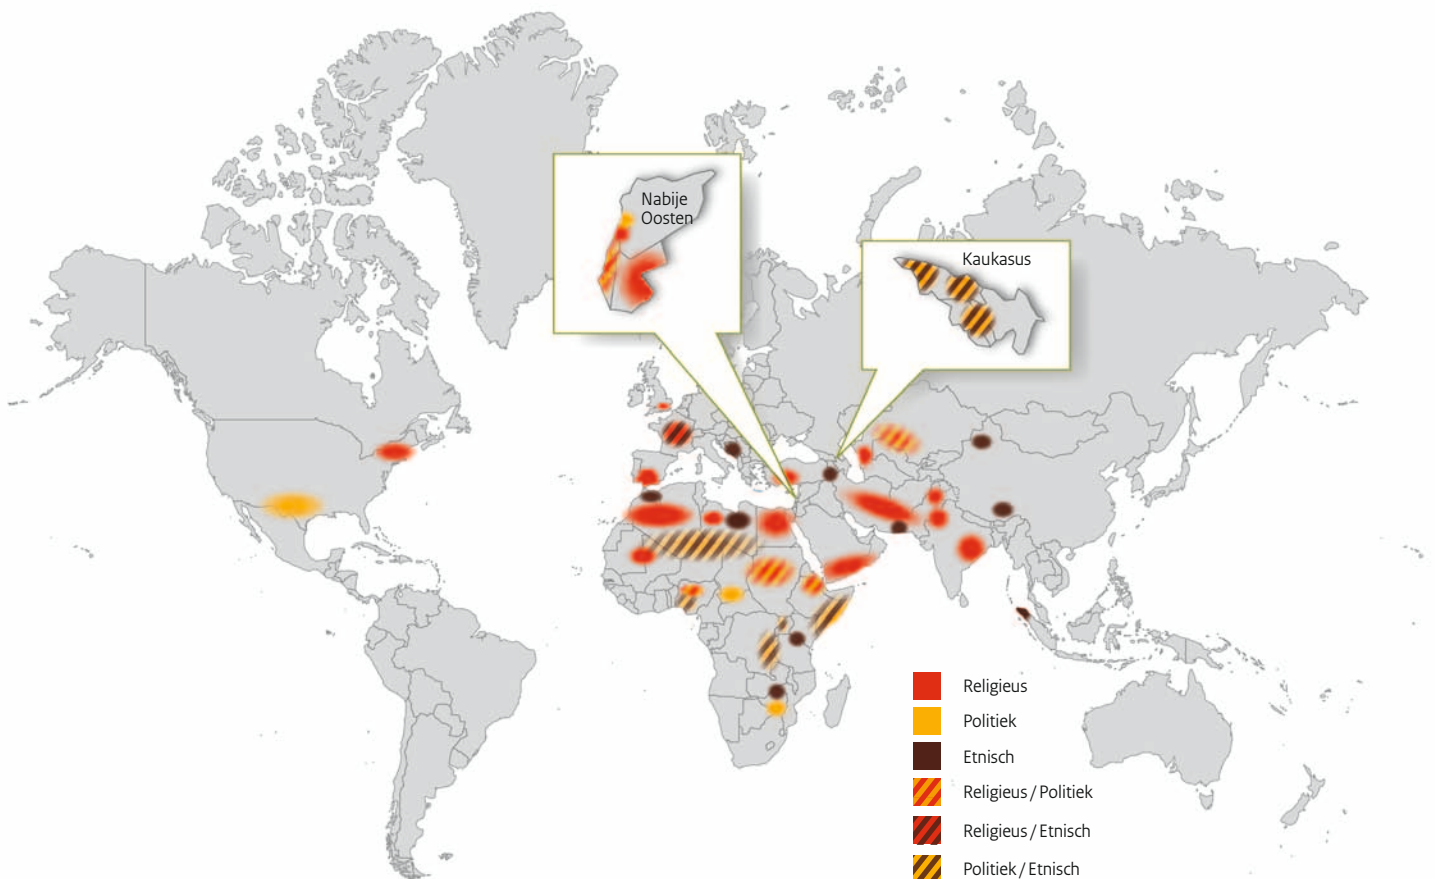 Nabije
Oosten
Kaukasus
Religieus
Politiek
Etnisch
Religieus / Politiek
Religieus / Etnisch
Politiek / Etnisch